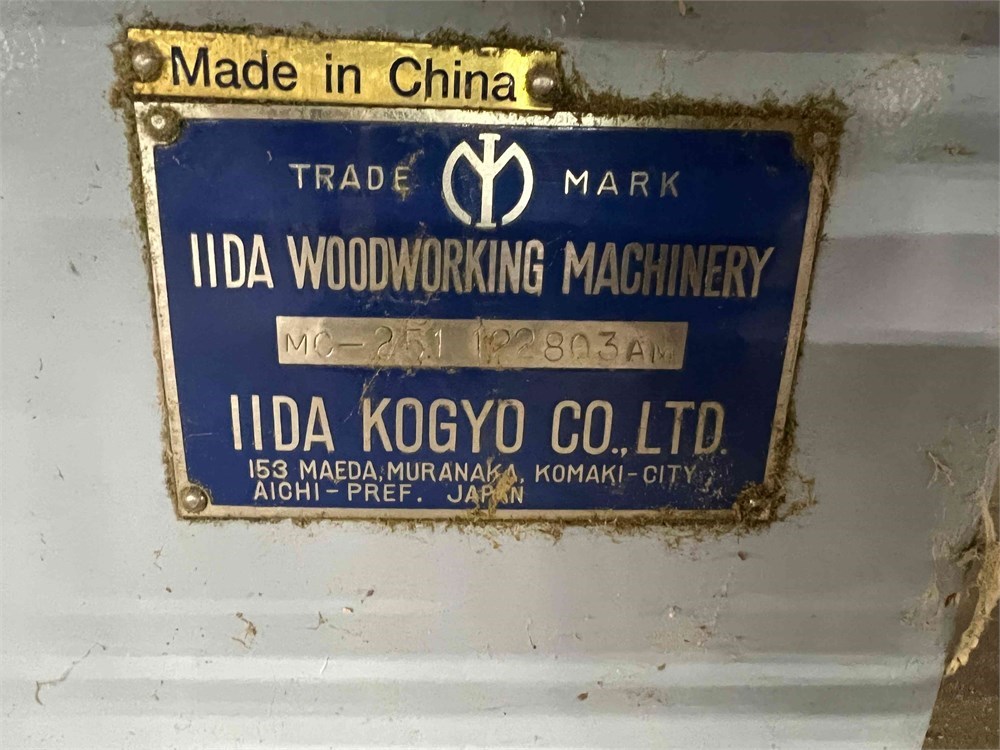 Made in China
TRADE MARK
IIDA WOODWORKING MACHINERY
MC-251 1P2803AM
IIDA KOGYO CO.,LTD.
153 MAEDA,MURANAKA, KOMAKI-CITY
AICHI-PREF. JAPAN